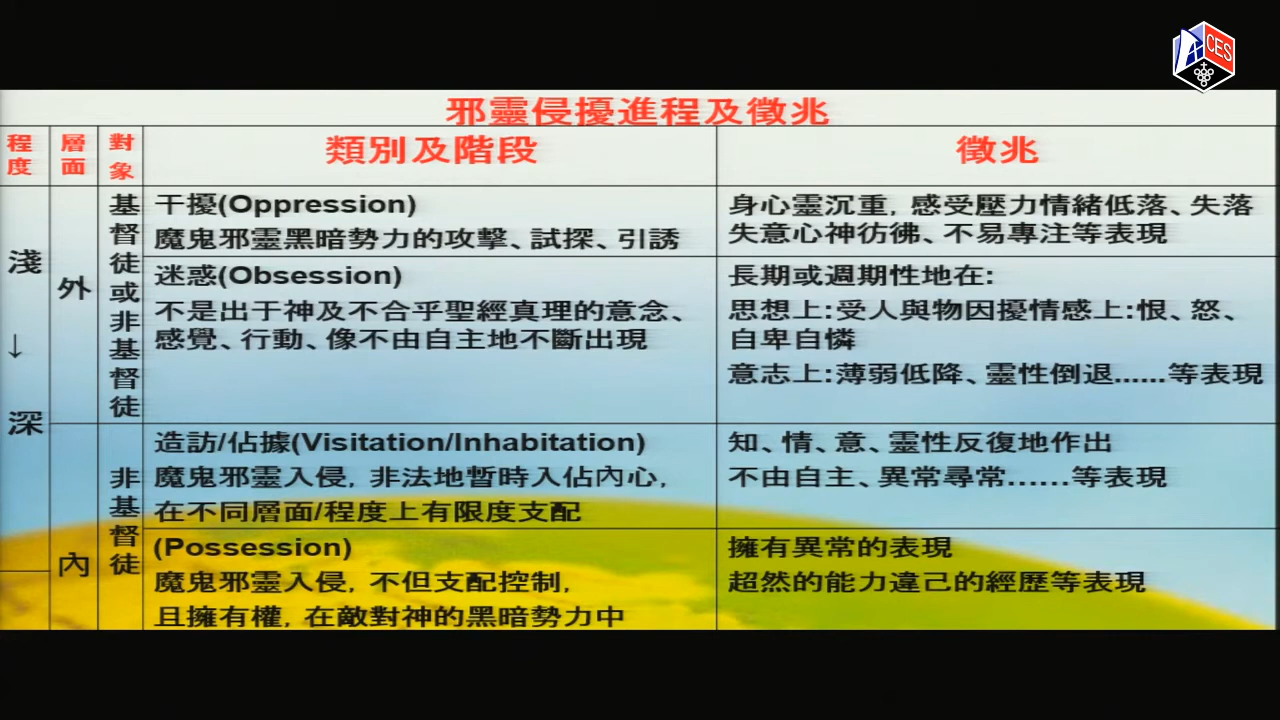 ACES
邪靈侵擾進程及徵兆
程度
層面
對象
類別及階段
徵兆
淺
↓
深
外
基督徒或非基督徒
干擾(Oppression)
魔鬼邪靈黑暗勢力的攻擊、試探、引誘
身心靈沉重, 感受壓力情緒低落、失落
失意心神彷彿、不易專注等表現
迷惑(Obsession)
不是出于神及不合乎聖經真理的意念、
感覺、行動、像不由自主地不斷出現
長期或週期性地在:
思想上:受人與物因擾情感上:恨、怒、
自卑自憐
意志上:薄弱低降、靈性倒退......等表現
內
非基督徒
造訪/佔據(Visitation/Inhabitation)
魔鬼邪靈入侵, 非法地暫時入佔內心,
在不同層面/程度上有限度支配
知、情、意、靈性反復地作出
不由自主、異常尋常......等表現
(Possession)
魔鬼邪靈入侵, 不但支配控制,
且擁有權, 在敵對神的黑暗勢力中
擁有異常的表現
超然的能力違己的經歷等表現